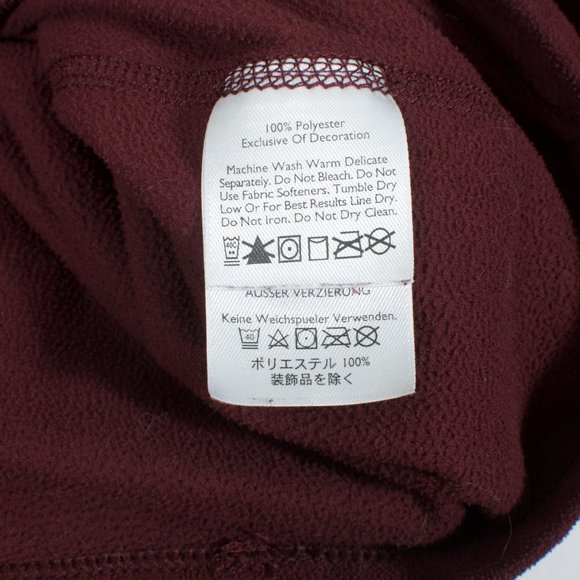 100% Polyester
Exclusive Of Decoration
Machine Wash Warm Delicate
Separately. Do Not Bleach. Do Not
Use Fabric Softeners. Tumble Dry
Low Or For Best Results Line Dry.
Do Not Iron. Do Not Dry Clean.
40C
AUSSER VERZIERUNG
Keine Weichspueler Verwenden.
40
ポリエステル 100%
装飾品を除く